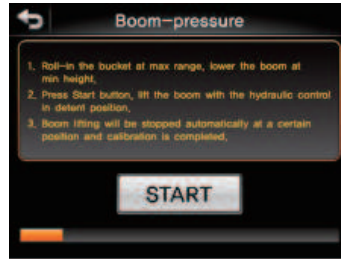 Boom-pressure
1. Roll-in the bucket at max range, lower the boom at
min height,
2. Press Start button, lift the boom with the hydraulic control
in detent position,
3. Boom lifting will be stopped automatically at a certain
position and calibration is completed,
START